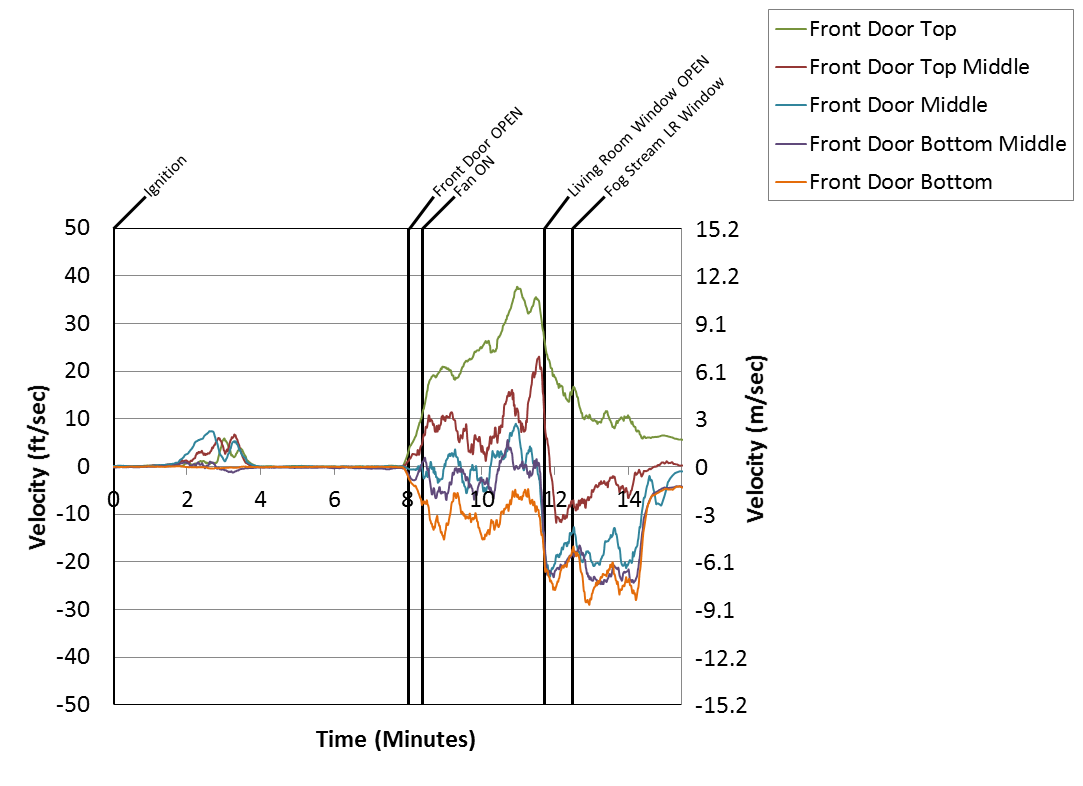 Front Door Top
Front Door Top Middle
Front Door Middle
Front Door Bottom Middle
Front Door Bottom
Ignition
Front Door OPEN
Fan ON
Living Room Window OPEN
Fog Stream LR Window
Velocity (ft/sec)
50
40
30
20
10
0
-10
-20
-30
-40
-50
0
2
4
6
8
10
12
14
15.2
12.2
9.1
6.1
3
0
-3
-6.1
-9.1
-12.2
-15.2
Velocity (m/sec)
Time (Minutes)